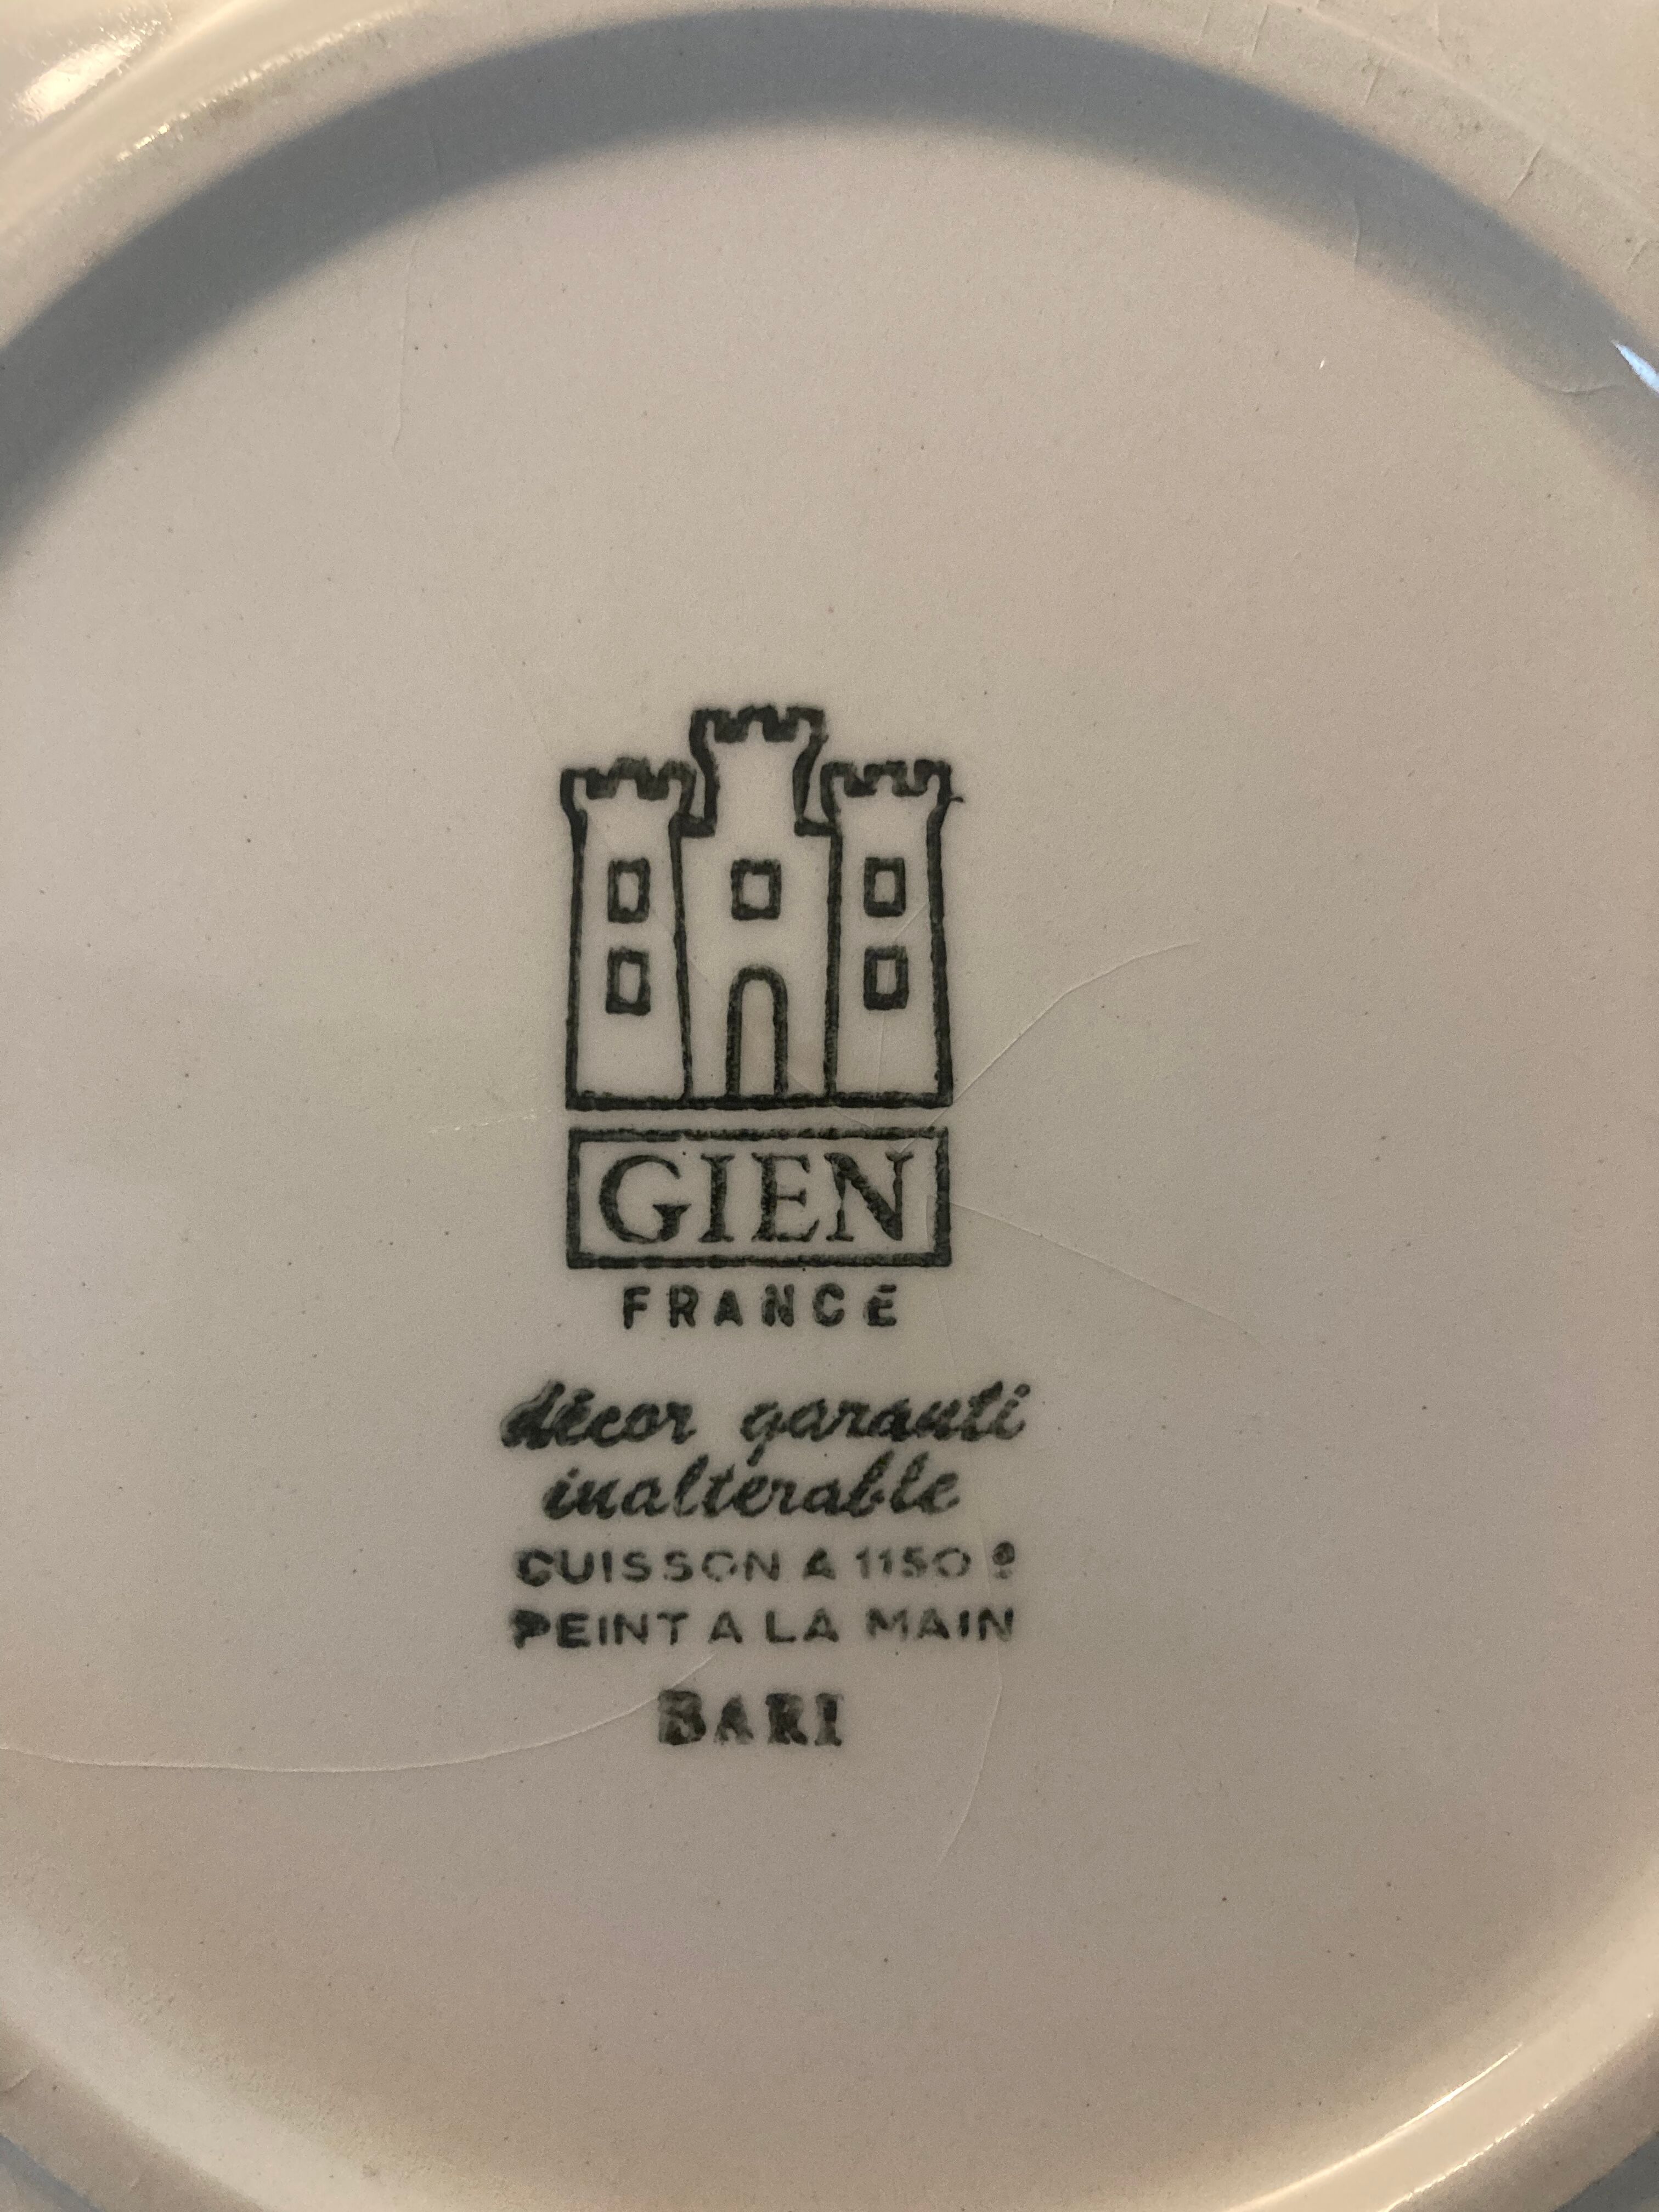 GIEN
FRANCE
décor garanti
inaltérable
CUISSON A 1150°
PEINT A LA MAIN
BARI